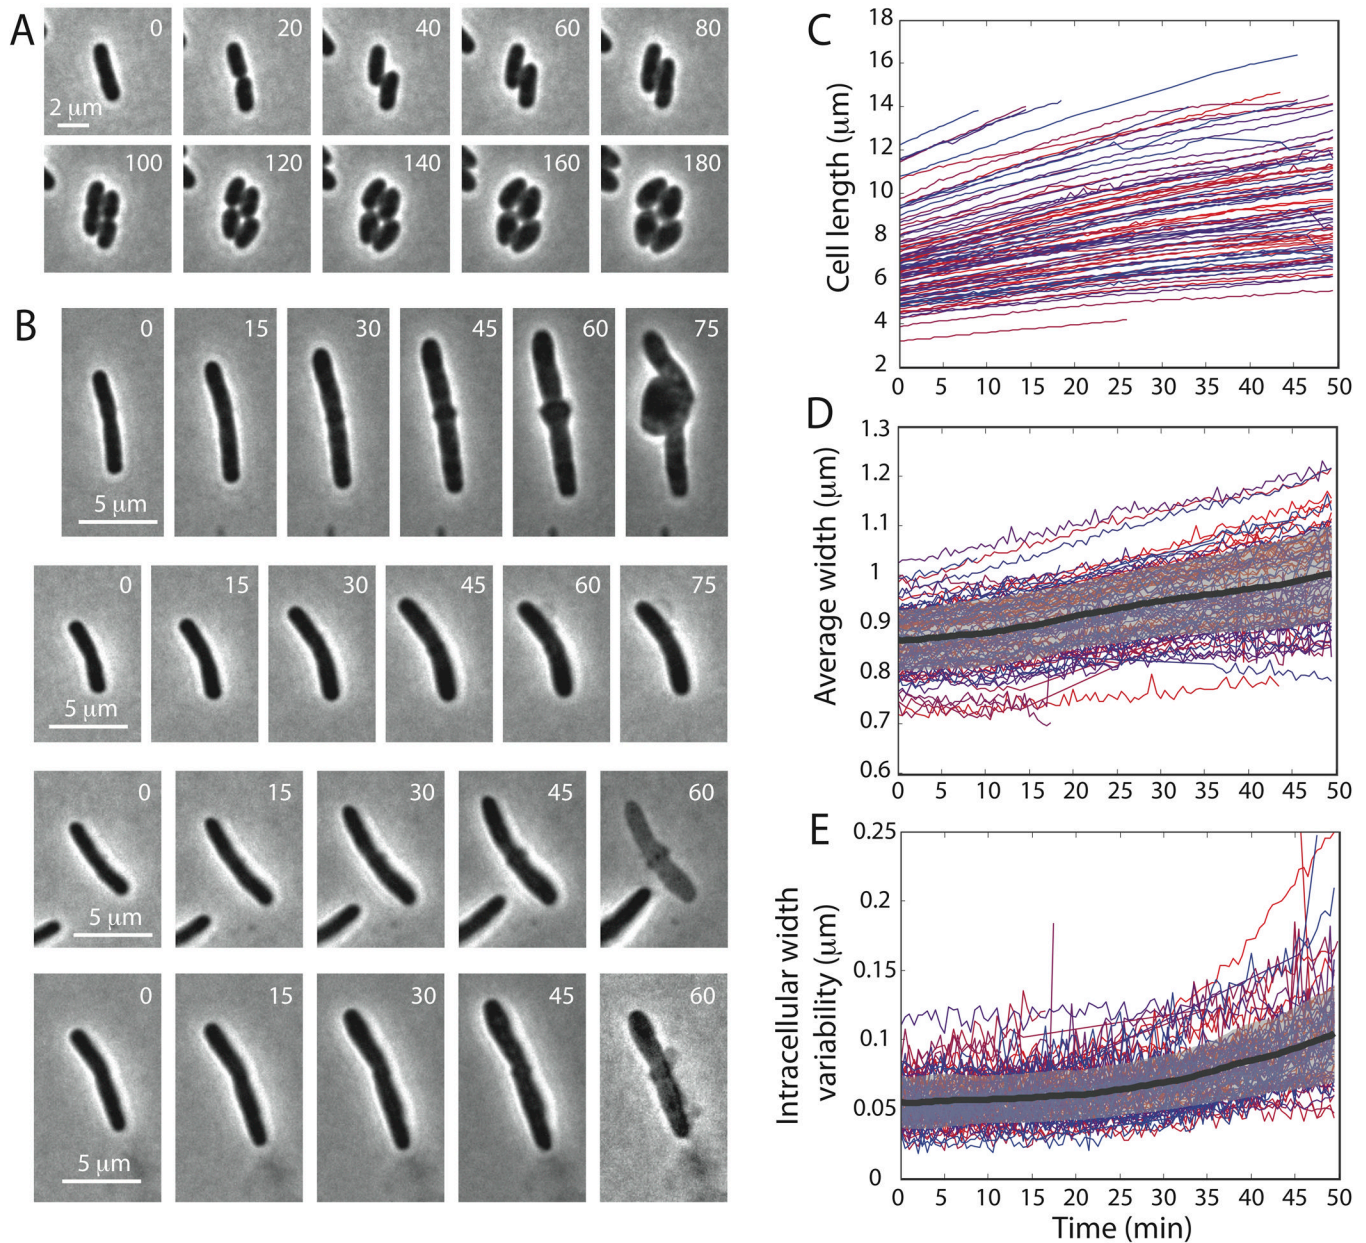 A
0 20 40 60 80
2 μm
100 120 140 160 180
B
0 15 30 45 60 75
5 μm
0 15 30 45 60 75
5 μm
0 15 30 45 60
5 μm
0 15 30 45 60
5 μm
C
Cell length (μm)
18
16
14
12
10
8
6
4
2
0 5 10 15 20 25 30 35 40 45 50
D
Average width (μm)
1.3
1.2
1.1
1
0.9
0.8
0.7
0.6
0 5 10 15 20 25 30 35 40 45 50
E
Intracellular width
variability (μm)
0.25
0.2
0.15
0.1
0.05
0
0 5 10 15 20 25 30 35 40 45 50
Time (min)